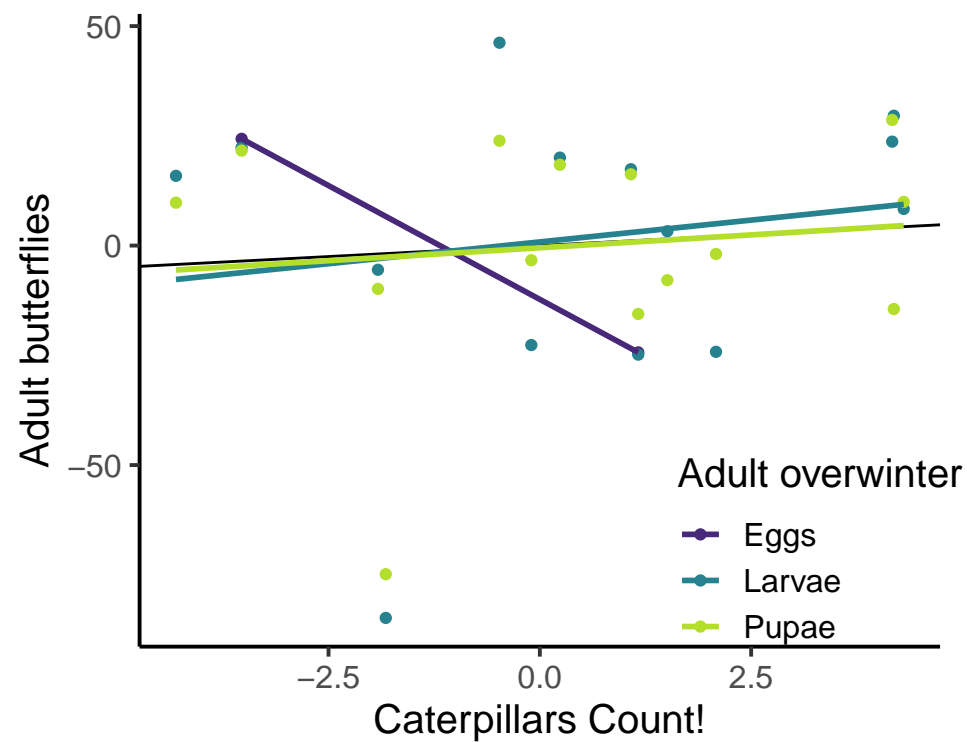 50
0
−50
Adult butterflies
Adult overwinter
Eggs
Larvae
Pupae
−2.5
0.0
2.5
Caterpillars Count!